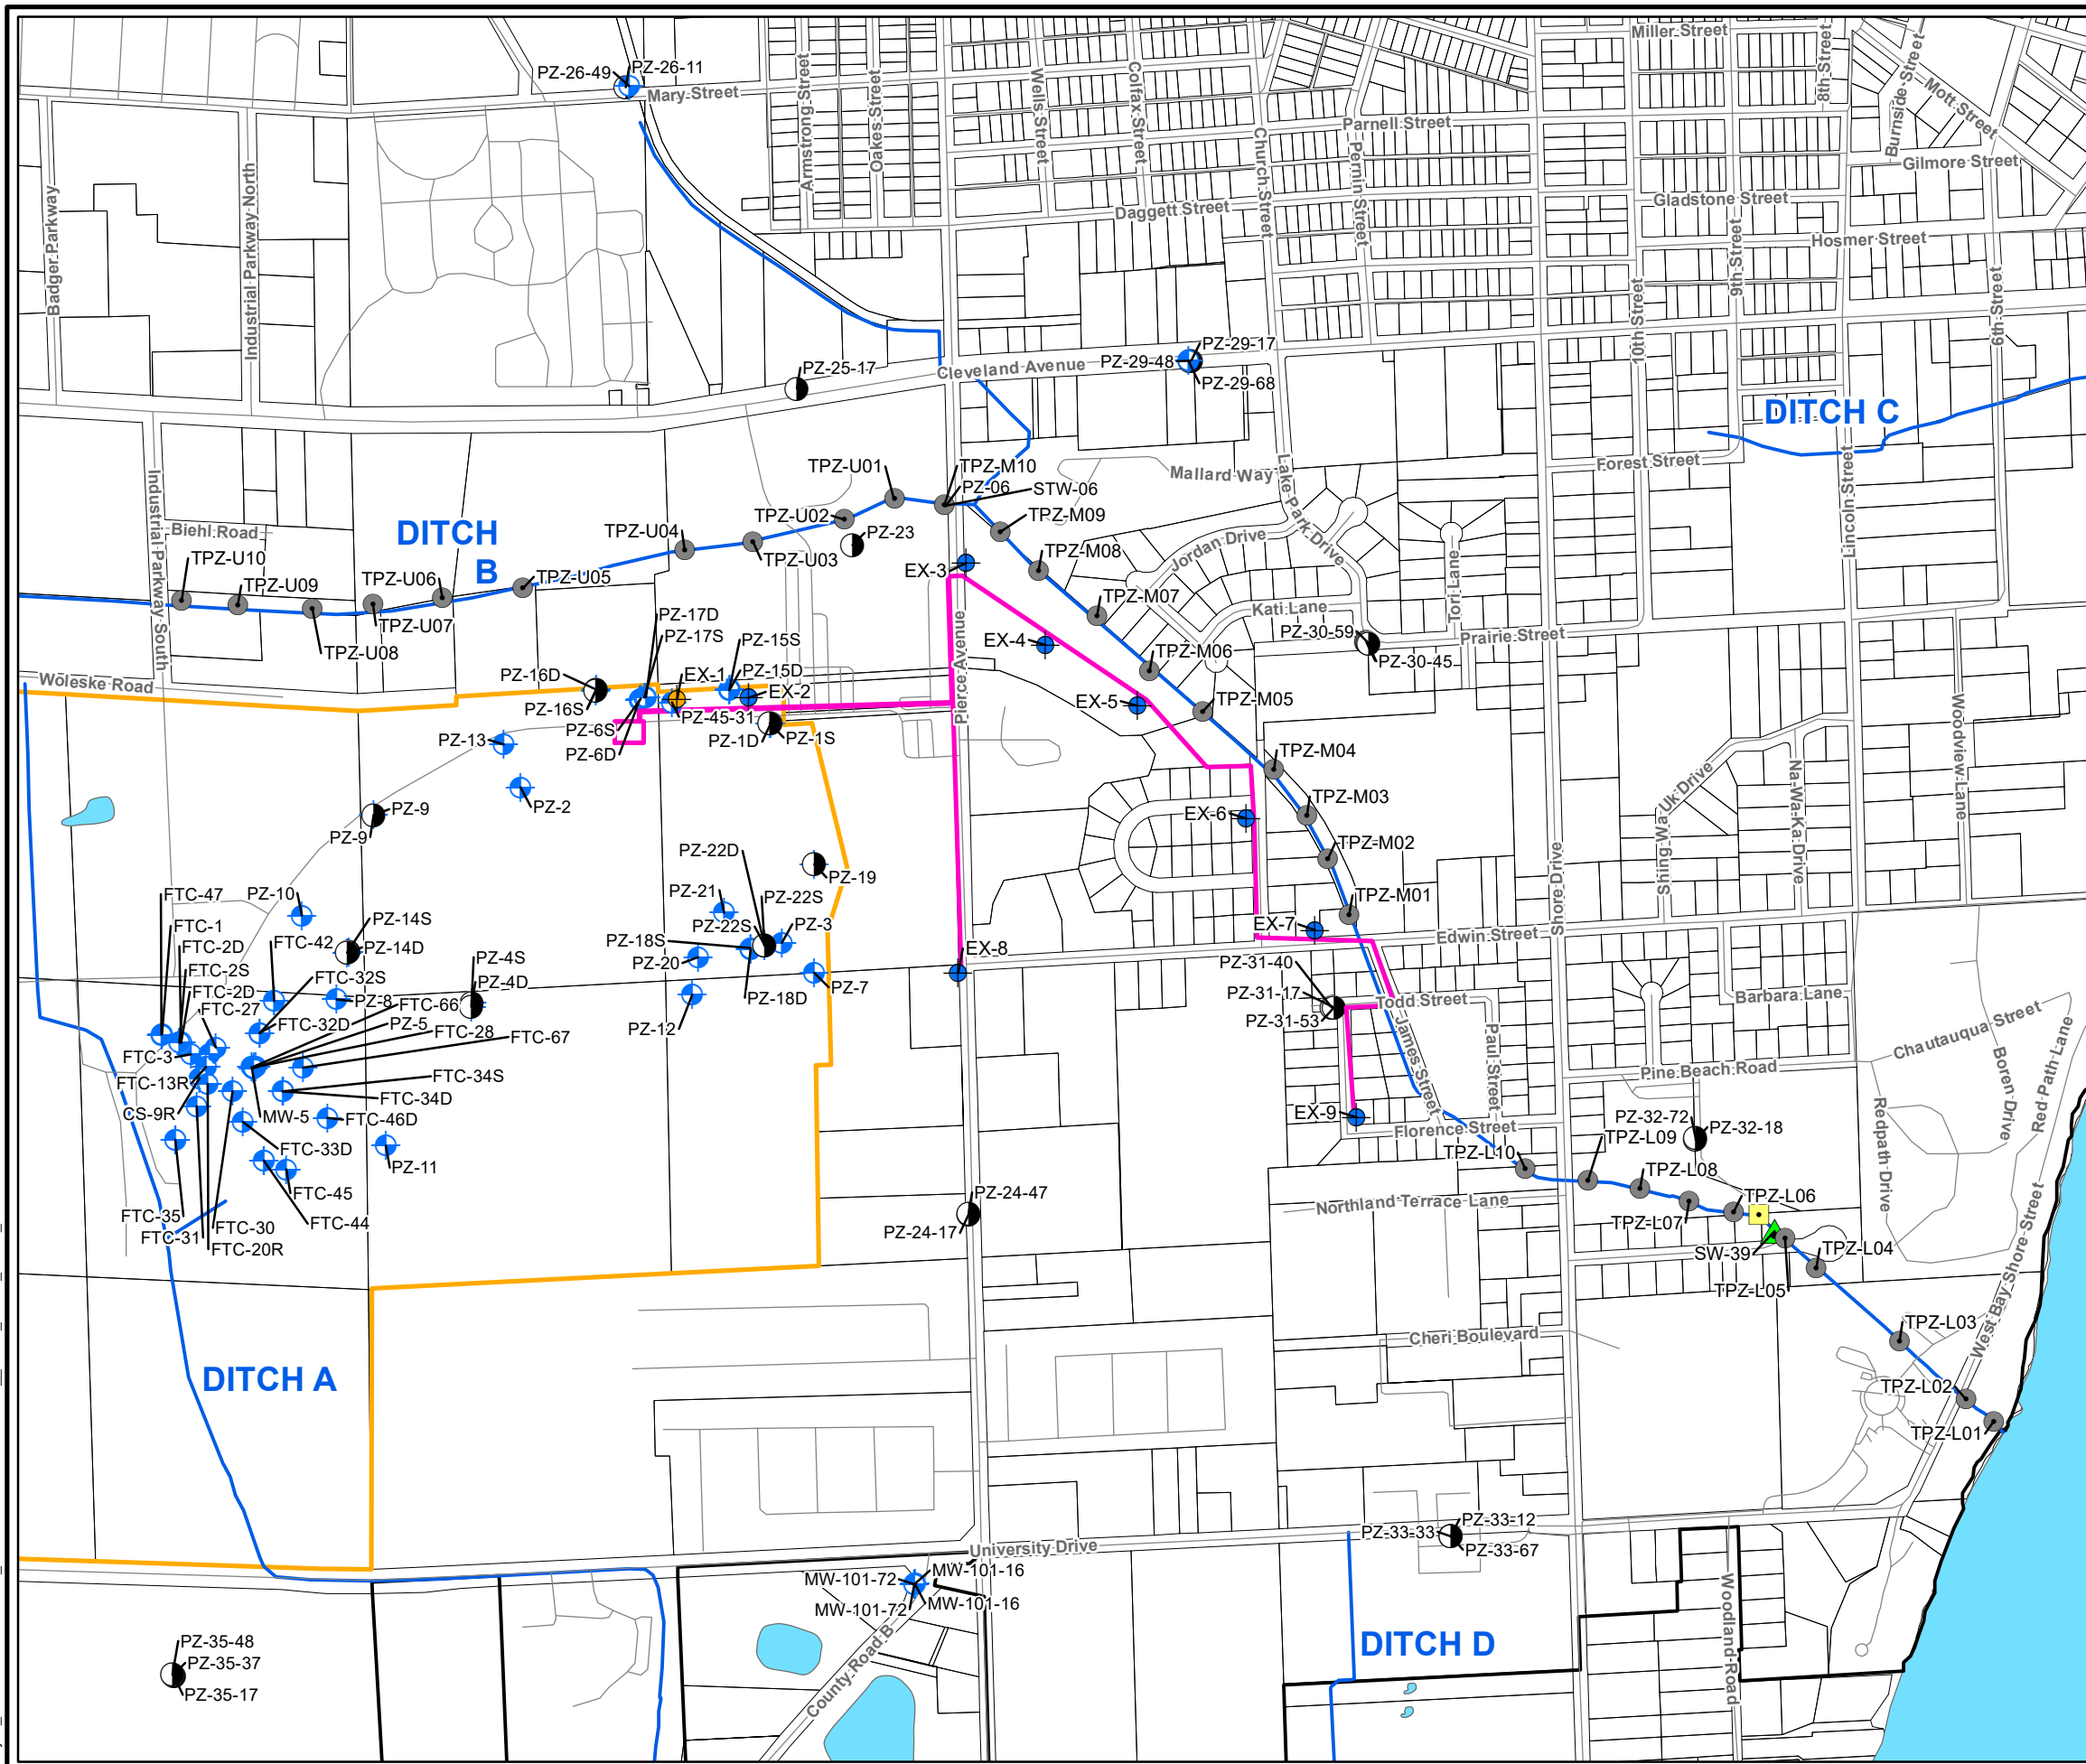 Miller Street
8th Street
Burnside Street
Mott Street
PZ-26-49
PZ-26-11
Mary Street
Armstrong Street
Oakes Street
Wells Street
Colfax Street
Church Street
Parnell Street
Perrin Street
Gilmore Street
Badger Parkway
Industrial Parkway North
Daggett Street
Gladstone Street
9th Street
Hosmer Street
10th Street
6th Street
PZ-29-17
PZ-29-48
PZ-29-68
Cleveland Avenue
PZ-25-17
DITCH C
Forest Street
Lincoln Street
Mallard Way
Lake Park Drive
Industrial Parkway South
Biehl Road
DITCH
B
TPZ-U01
TPZ-M10
PZ-06
STW-06
TPZ-U02
TPZ-M09
TPZ-U04
PZ-23
TPZ-U03
TPZ-M08
Jordan Drive
Tori Lane
TPZ-U10
TPZ-U09
TPZ-U06
TPZ-U05
TPZ-U07
TPZ-U08
EX-3
TPZ-M07
Kati Lane
PZ-30-59
Prairie Street
PZ-30-45
PZ-17D
PZ-17S
PZ-15S
PZ-15D
EX-4
Pierce Avenue
TPZ-M06
Woleske Road
PZ-16D
EX-1
EX-2
PZ-16S
PZ-45-31
PZ-6S
PZ-6D
PZ-1D
PZ-1S
EX-5
TPZ-M05
Woodview Lane
PZ-13
PZ-2
TPZ-M04
Shing-Wa-Uk Drive
Na-Wa-Ka Drive
PZ-9
PZ-9
EX-6
TPZ-M03
TPZ-M02
Shore Drive
PZ-22D
PZ-19
PZ-21
PZ-22S
PZ-22S
PZ-3
TPZ-M01
FTC-47
PZ-10
FTC-1
FTC-2D
FTC-42
PZ-14S
PZ-14D
FTC-2S
FTC-2D
FTC-32S
PZ-4S
PZ-4D
PZ-18S
PZ-20
EX-8
EX-7
Edwin Street
PZ-31-40
PZ-31-17
PZ-31-53
Todd Street
Barbara Lane
FTC-27
PZ-8
FTC-66
PZ-18D
PZ-7
PZ-12
FTC-32D
PZ-5
FTC-28
FTC-67
FTC-3
James Street
Paul Street
Chautauqua Street
Boren Drive
Red Path Lane
Pine Beach Road
FTC-13R
FTC-34S
FTC-34D
CS-9R
MW-5
FTC-46D
FTC-33D
PZ-11
EX-9
Florence Street
PZ-32-72
PZ-32-18
Redpath Drive
TPZ-L10
TPZ-L09
TPZ-L08
FTC-45
FTC-35
FTC-30
FTC-44
FTC-31
FTC-20R
PZ-24-47
PZ-24-17
Northland Terrace Lane
TPZ-L06
TPZ-L07
SW-39
TPZ-L04
TPZ-L05
West Bay Shore Street
Cheri Boulevard
TPZ-L03
DITCH A
TPZ-L02
TPZ-L01
University Drive
PZ-33-12
PZ-33-33
PZ-33-67
MW-101-72
MW-101-16
MW-101-72
MW-101-16
County Road B
DITCH D
Woodland Road
PZ-35-48
PZ-35-37
PZ-35-17